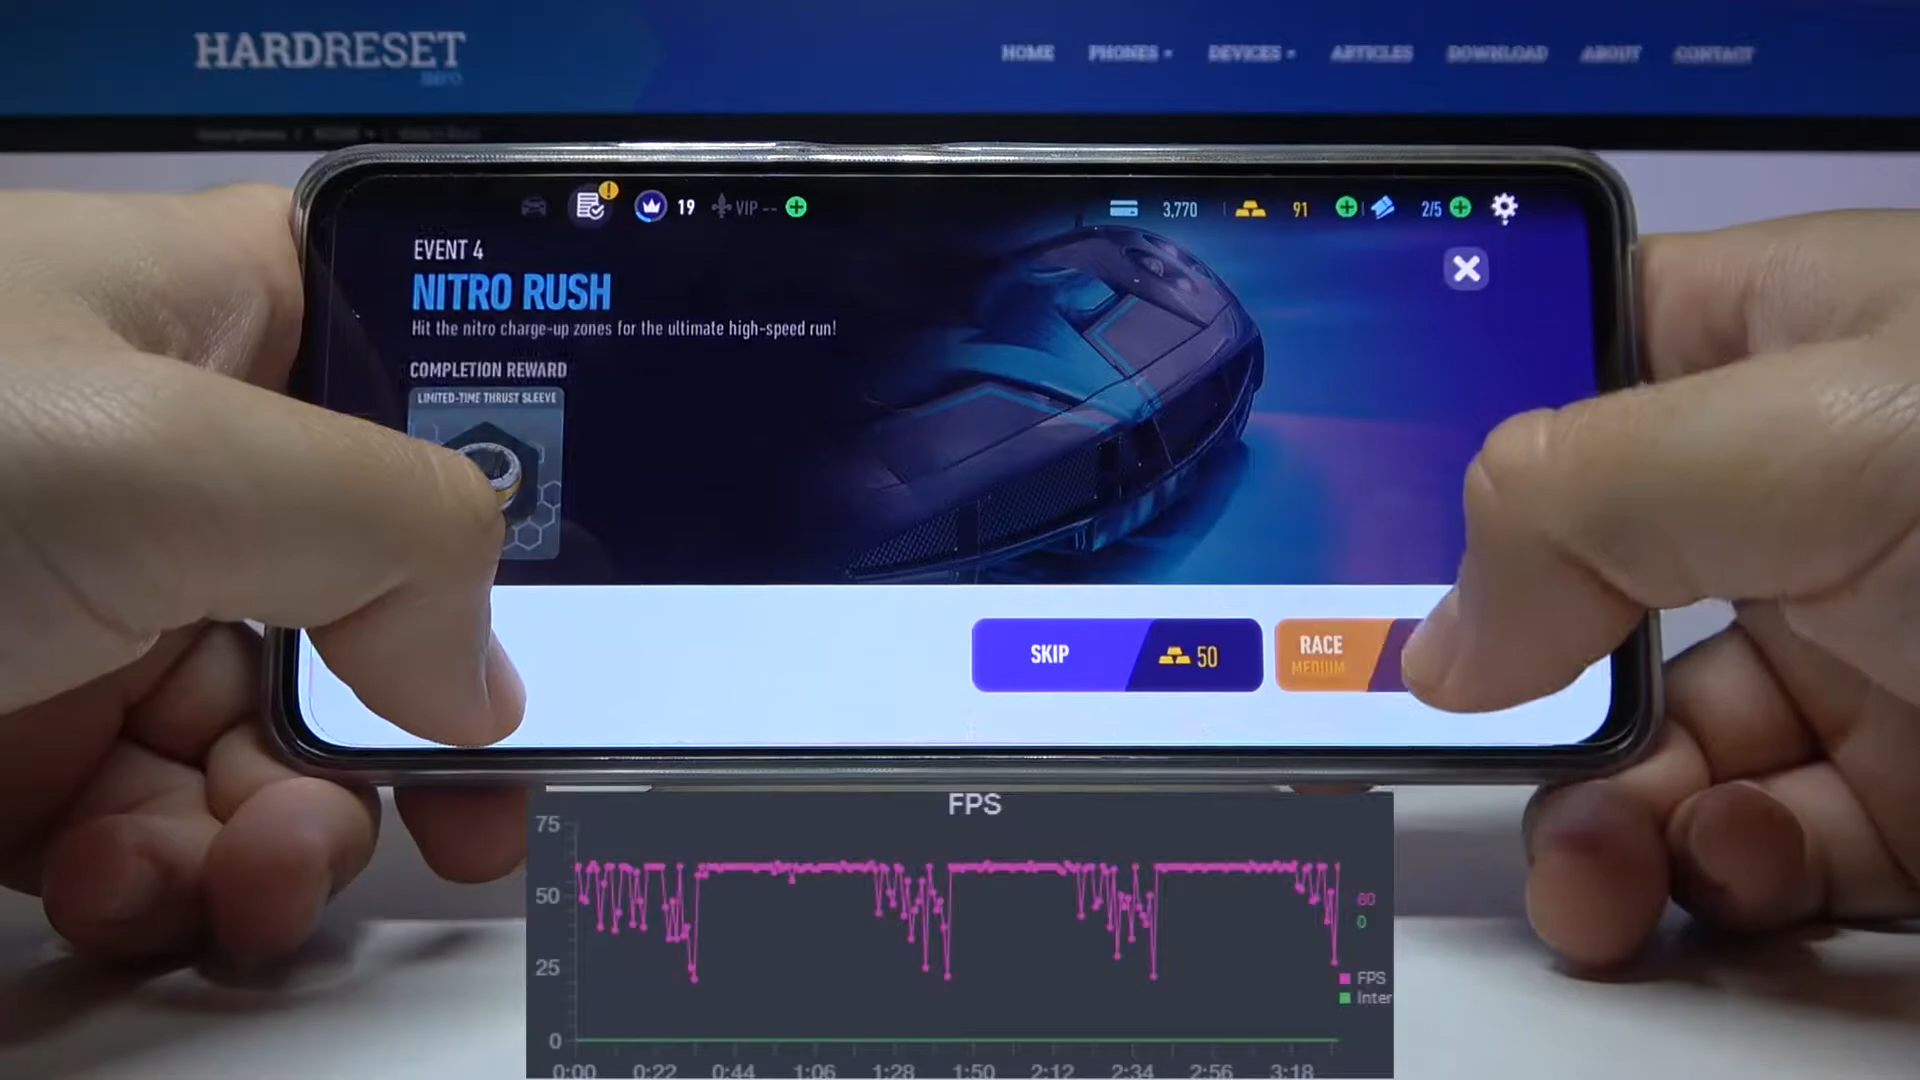 HARDRESET
INFO
HOME PHONES DEVICES ARTICLES DOWNLOAD ABOUT CONTACT
19 VIP -- 3,770 91 2/5
EVENT 4
NITRO RUSH
Hit the nitro charge-up zones for the ultimate high-speed run!
COMPLETION REWARD
LIMITED-TIME THRUST SLEEVE
SKIP 50 RACE
MEDIUM
FPS
75
50
25
0
60
0
FPS
Inter
0:00 0:22 0:44 1:06 1:28 1:50 2:12 2:34 2:56 3:18